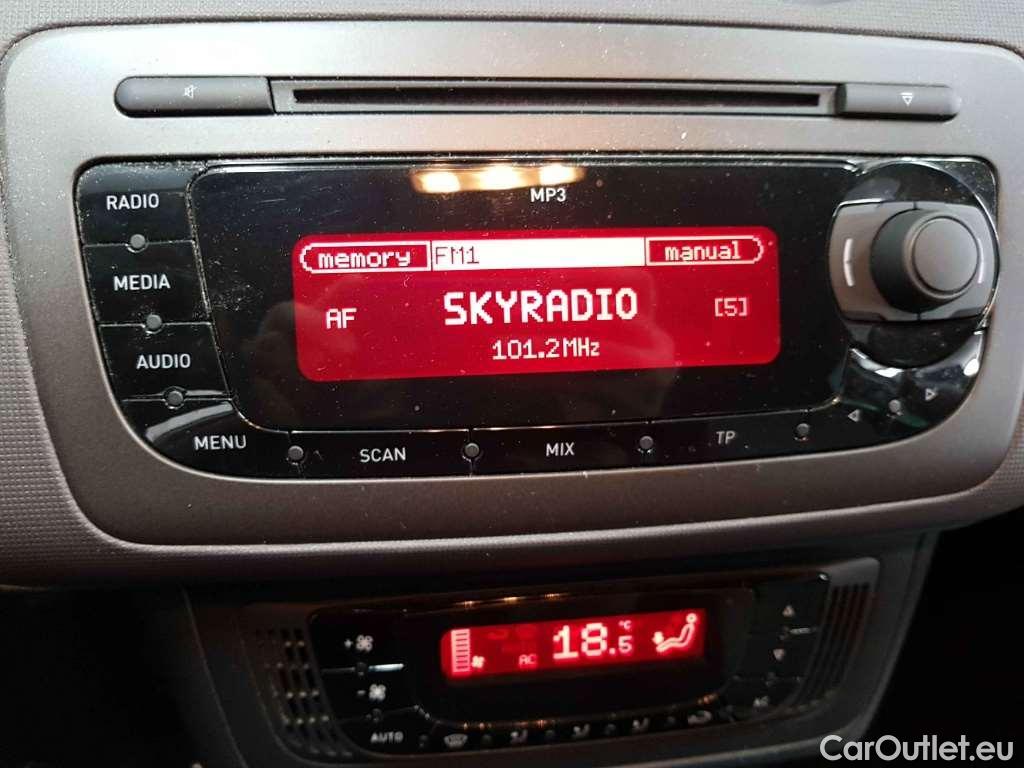 RADIO
MP3
memory FM1 manual
MEDIA
AF SKYRADIO [5]
101.2MHz
AUDIO
MENU SCAN MIX TP
AC 18.5 °C
AUTO
AC
CarOutlet.eu